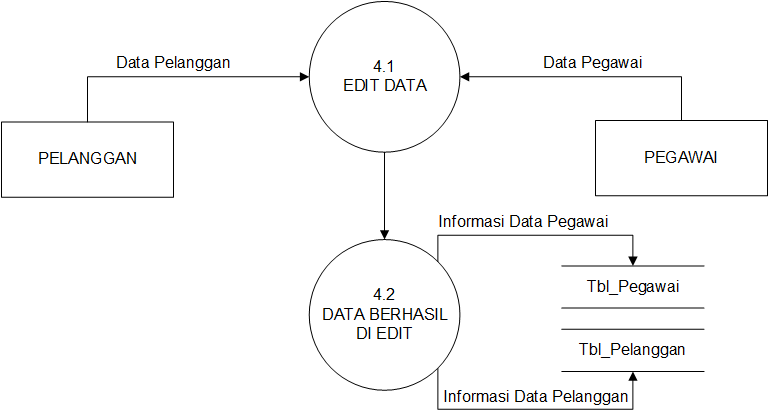 4.1
EDIT DATA
Data Pelanggan
Data Pegawai
PELANGGAN
PEGAWAI
Informasi Data Pegawai
4.2
DATA BERHASIL
DI EDIT
Tbl_Pegawai
Tbl_Pelanggan
Informasi Data Pelanggan